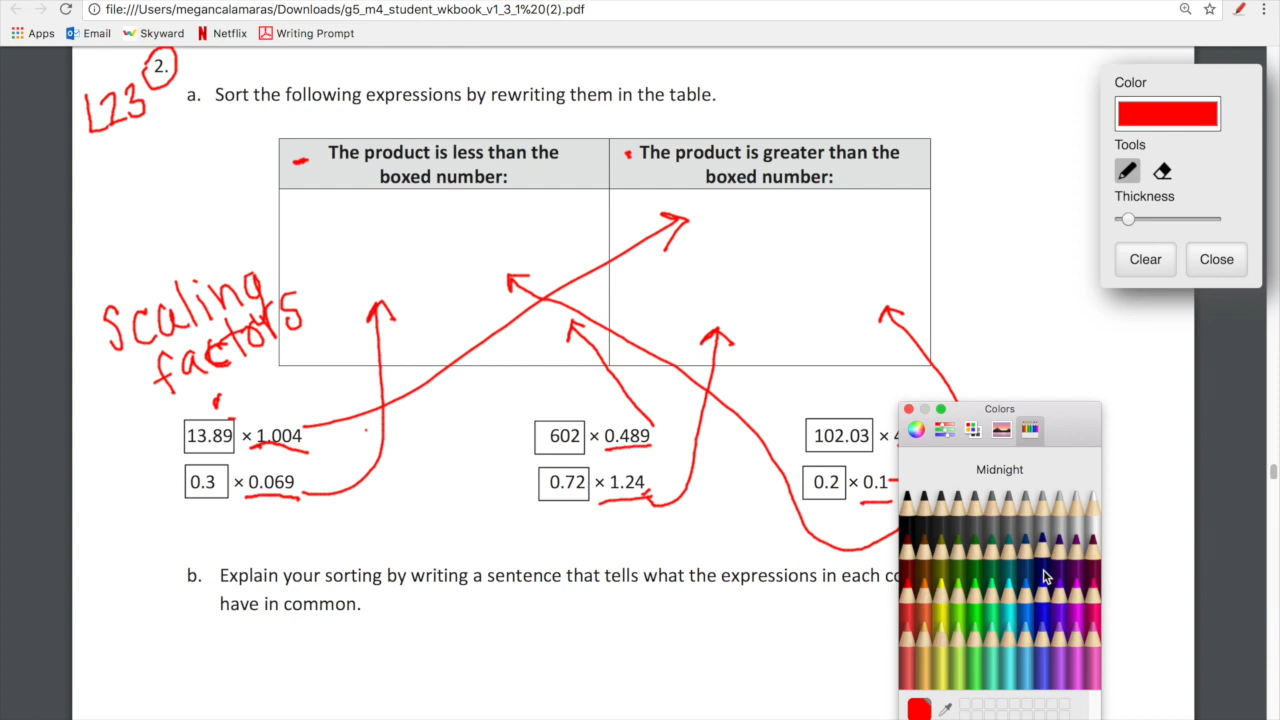 file:///Users/megancalamaras/Downloads/g5_m4_student_wkbook_v1_3_1%20(2).pdf
Apps Email Skyward Netflix Writing Prompt
2.
L23
a. Sort the following expressions by rewriting them in the table.
The product is less than the
boxed number:
The product is greater than the
boxed number:
Scaling
factors
13.89 × 1.004
602 × 0.489
102.03 ×
0.3 × 0.069
0.72 × 1.24
0.2 × 0.1
b. Explain your sorting by writing a sentence that tells what the expressions in each
have in common.
Color
Tools
Thickness
Clear Close
Colors
Midnight